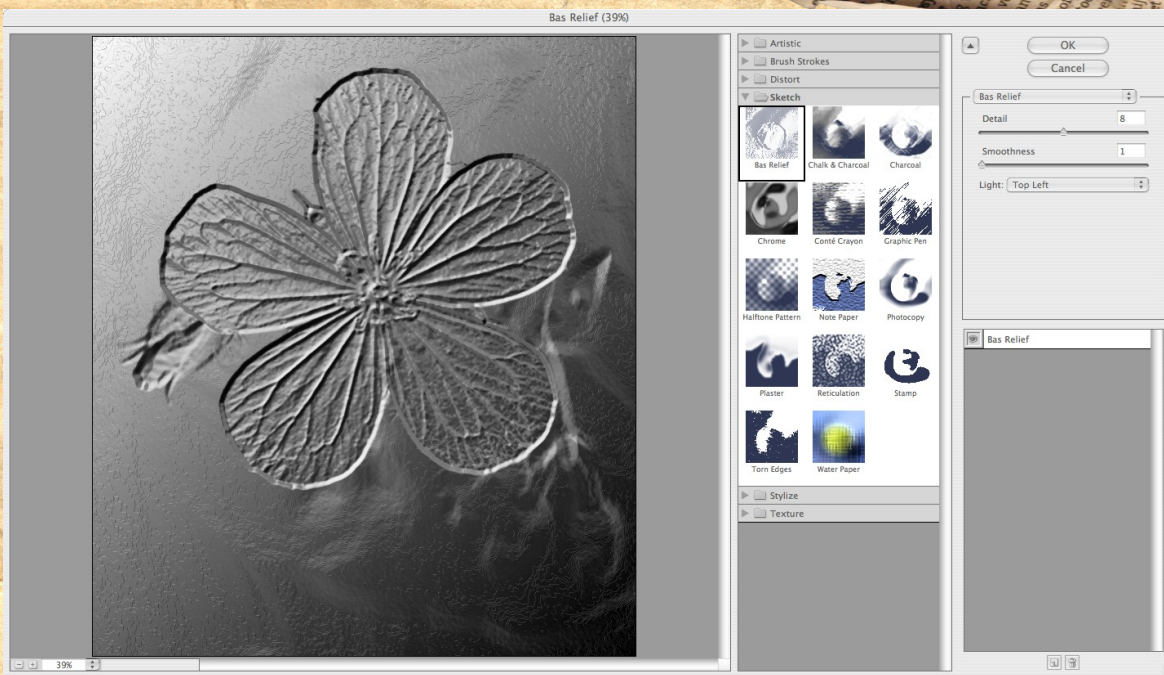 Bas Relief (39%)
Artistic
Brush Strokes
Distort
Sketch
Bas Relief
Chalk & Charcoal
Charcoal
Chrome
Conté Crayon
Graphic Pen
Halftone Pattern
Note Paper
Photocopy
Plaster
Reticulation
Stamp
Torn Edges
Water Paper
Stylize
Texture
OK
Cancel
Bas Relief
Detail 8
Smoothness 1
Light: Top Left
Bas Relief
39%